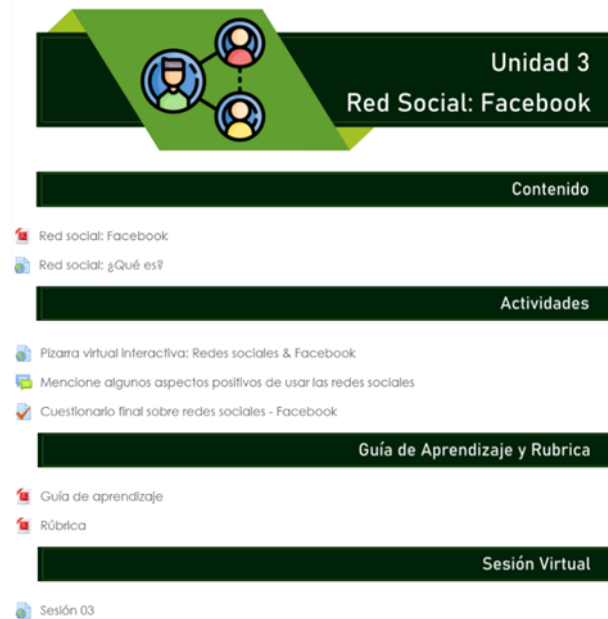 Unidad 3
Red Social: Facebook
Contenido
Red social: Facebook
Red social: ¿Qué es?
Actividades
Pizarra virtual interactiva: Redes sociales & Facebook
Mencione algunos aspectos positivos de usar las redes sociales
Cuestionario final sobre redes sociales - Facebook
Guía de Aprendizaje y Rubrica
Guía de aprendizaje
Rúbrica
Sesión Virtual
Sesión 03